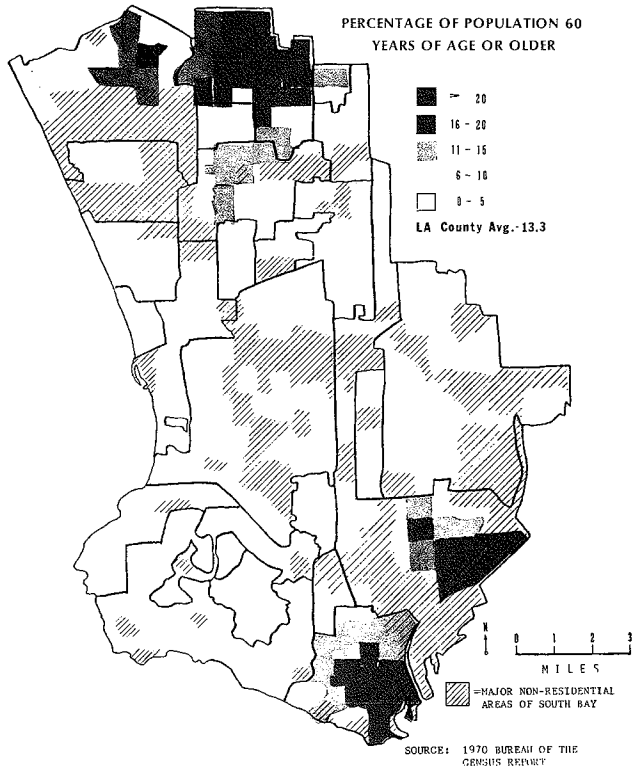 PERCENTAGE OF POPULATION 60
YEARS OF AGE OR OLDER
> 20
16 - 20
11 - 15
6 - 10
0 - 5
LA County Avg.-13.3
N
0 1 2 3
MILES
=MAJOR NON-RESIDENTIAL
AREAS OF SOUTH BAY
SOURCE: 1970 BUREAU OF THE
CENSUS REPORT